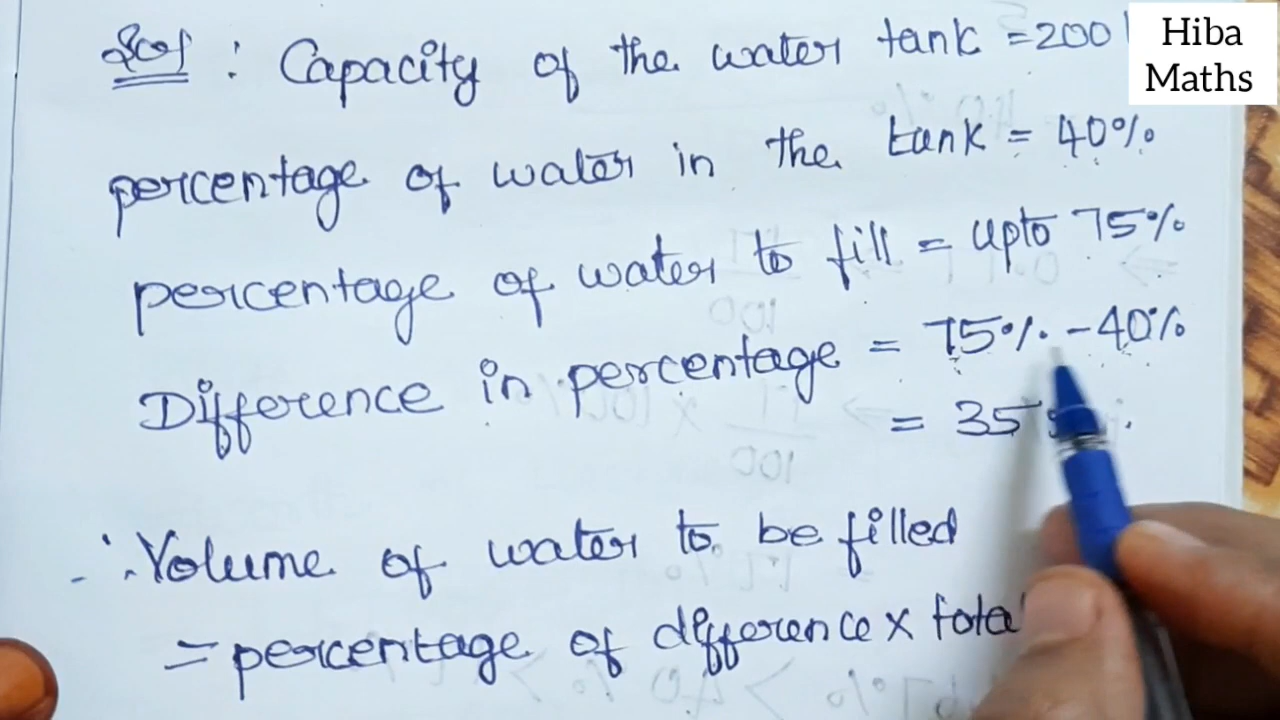 Hiba
Maths
Sol : Capacity of the water tank = 200
percentage of water in the tank = 40%
percentage of water to fill = upto 75%
Difference in percentage = 75% - 40%
= 35
∴ Volume of water to be filled
= percentage of difference x total